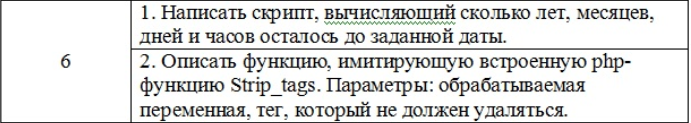 6
1. Написать скрипт, вычисляющий сколько лет, месяцев,
дней и часов осталось до заданной даты.
2. Описать функцию, имитирующую встроенную php-
функцию Strip_tags. Параметры: обрабатываемая
переменная, тег, который не должен удаляться.